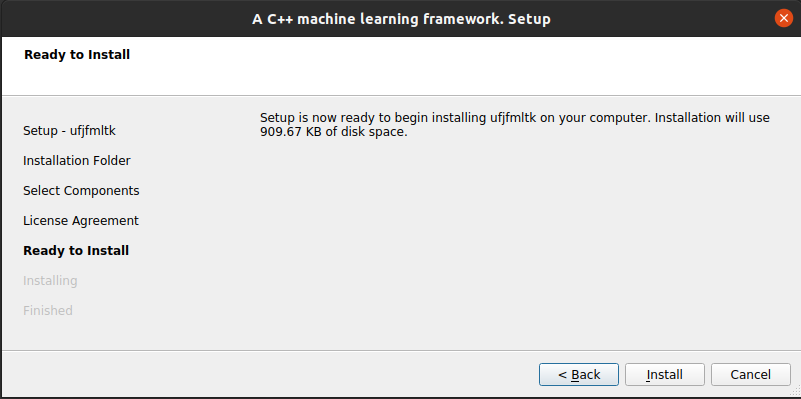 A C++ machine learning framework. Setup
Ready to Install
Setup - ufjfmltk
Installation Folder
Select Components
License Agreement
Ready to Install
Installing
Finished
Setup is now ready to begin installing ufjfmltk on your computer. Installation will use
909.67 KB of disk space.
< Back
Install
Cancel